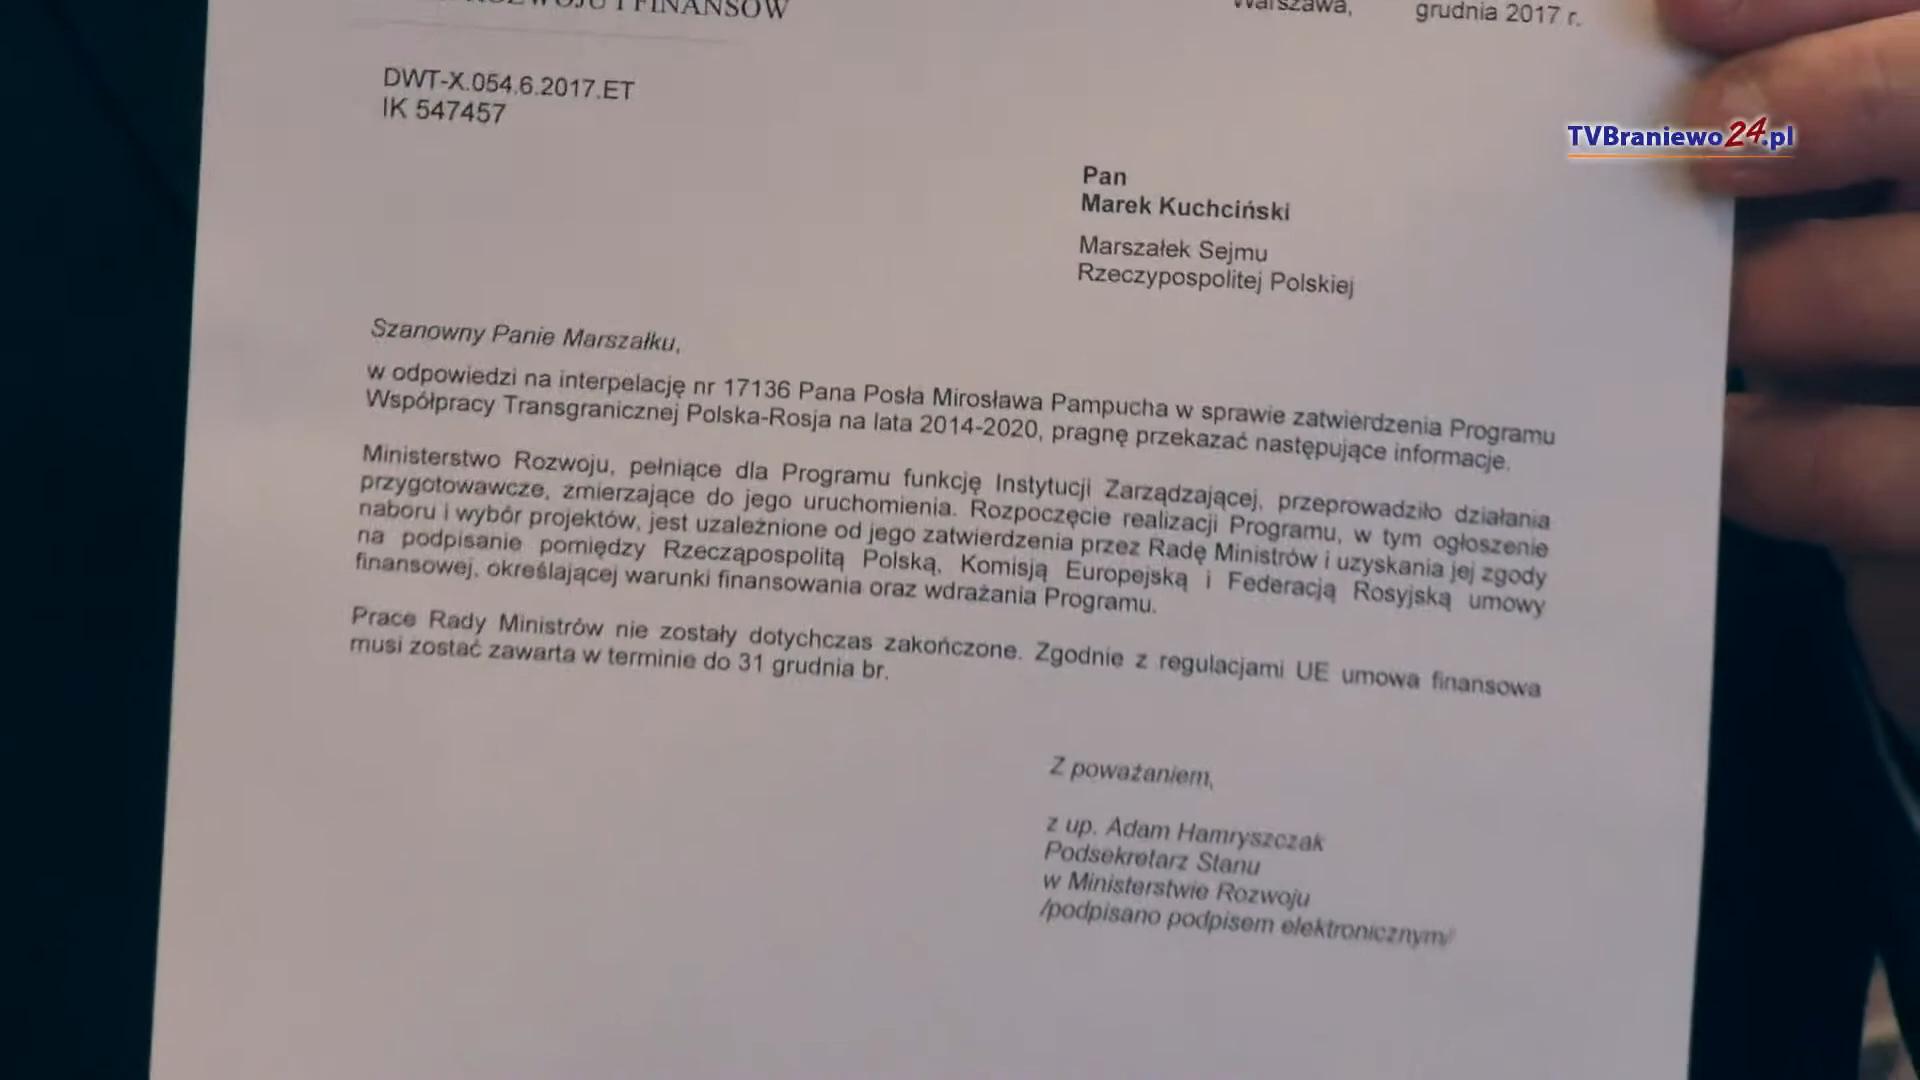 ROZWOJU I FINANSÓW
Warszawa, grudnia 2017 r.
DWT-X.054.6.2017.ET
IK 547457
TVBraniewo24.pl
Pan
Marek Kuchciński
Marszałek Sejmu
Rzeczypospolitej Polskiej
Szanowny Panie Marszałku,
w odpowiedzi na interpelację nr 17136 Pana Posła Mirosława Pampucha w sprawie zatwierdzenia Programu
Współpracy Transgranicznej Polska-Rosja na lata 2014-2020, pragnę przekazać następujące informacje.
Ministerstwo Rozwoju, pełniące dla Programu funkcję Instytucji Zarządzającej, przeprowadziło działania
przygotowawcze, zmierzające do jego uruchomienia. Rozpoczęcie realizacji Programu, w tym ogłoszenie
naboru i wybór projektów, jest uzależnione od jego zatwierdzenia przez Radę Ministrów i uzyskania jej zgody
na podpisanie pomiędzy Rzecząpospolitą Polską, Komisją Europejską i Federacją Rosyjską umowy
finansowej, określającej warunki finansowania oraz wdrażania Programu.
Prace Rady Ministrów nie zostały dotychczas zakończone. Zgodnie z regulacjami UE umowa finansowa
musi zostać zawarta w terminie do 31 grudnia br.
Z poważaniem,
z up. Adam Hamryszczak
Podsekretarz Stanu
w Ministerstwie Rozwoju
/podpisano podpisem elektronicznym/